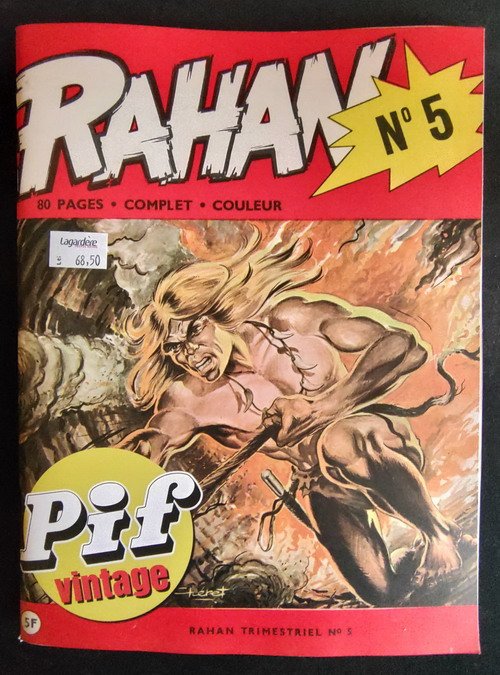 RAHAN
N° 5
80 PAGES • COMPLET • COULEUR
Lagardère
68,50
Pif
vintage
5F
RAHAN TRIMESTRIEL N° 5